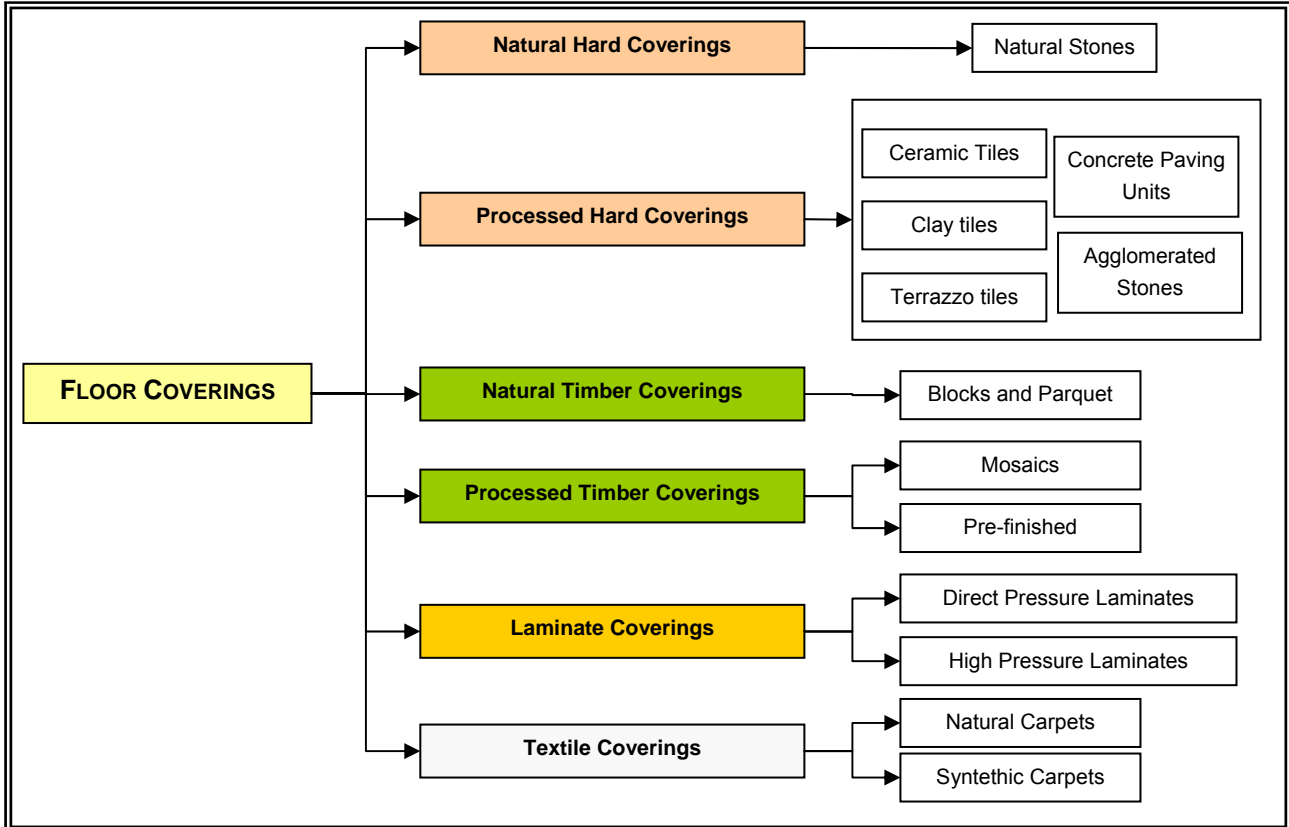 Natural Hard Coverings
Natural Stones
Ceramic Tiles
Concrete Paving
Units
Processed Hard Coverings
Clay tiles
Agglomerated
Stones
Terrazzo tiles
FLOOR COVERINGS
Natural Timber Coverings
Blocks and Parquet
Processed Timber Coverings
Mosaics
Pre-finished
Laminate Coverings
Direct Pressure Laminates
High Pressure Laminates
Textile Coverings
Natural Carpets
Syntethic Carpets